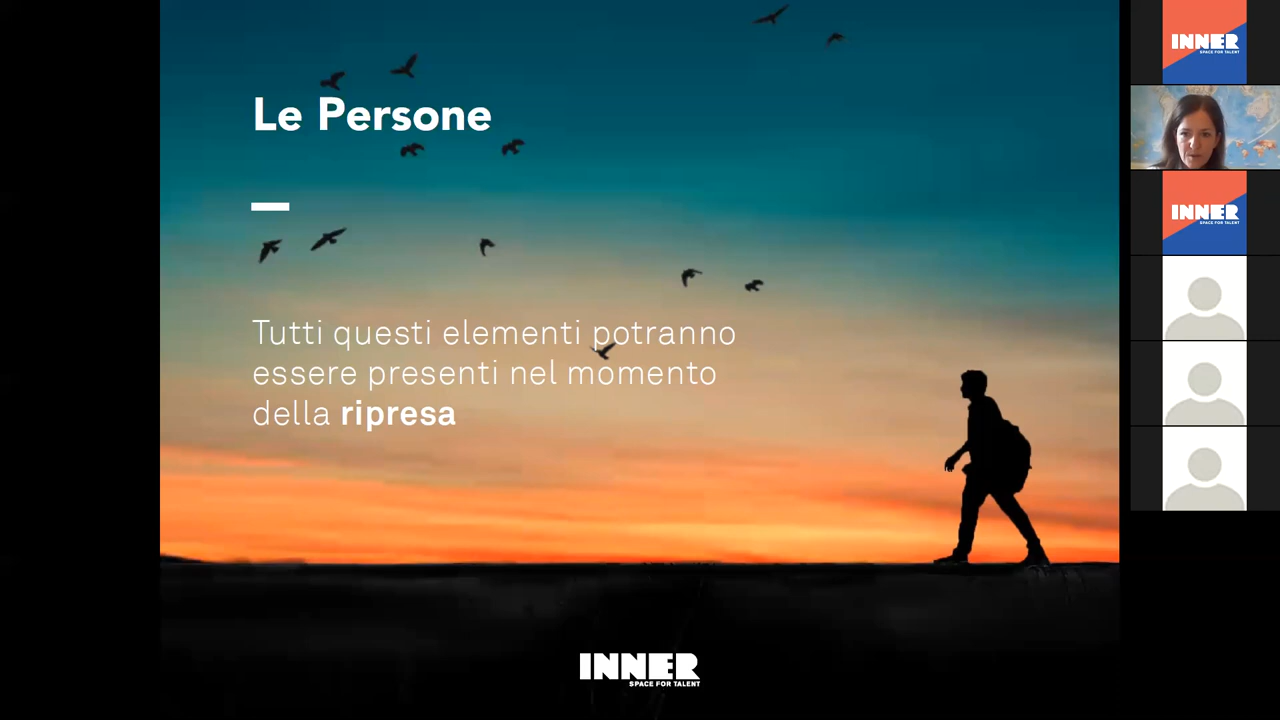 Le Persone
Tutti questi elementi potranno
essere presenti nel momento
della ripresa
INNER
SPACE FOR TALENT
INNER
SPACE FOR TALENT
INNER
SPACE FOR TALENT